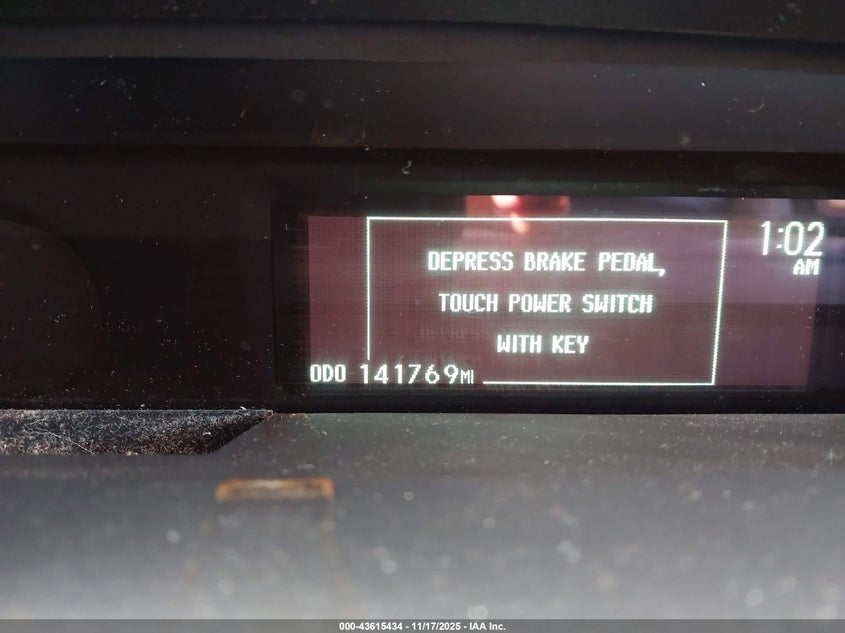 1:02
AM
DEPRESS BRAKE PEDAL,
TOUCH POWER SWITCH
WITH KEY
ODO 141769MI
000-43615434 - 11/17/2025 - IAA Inc.